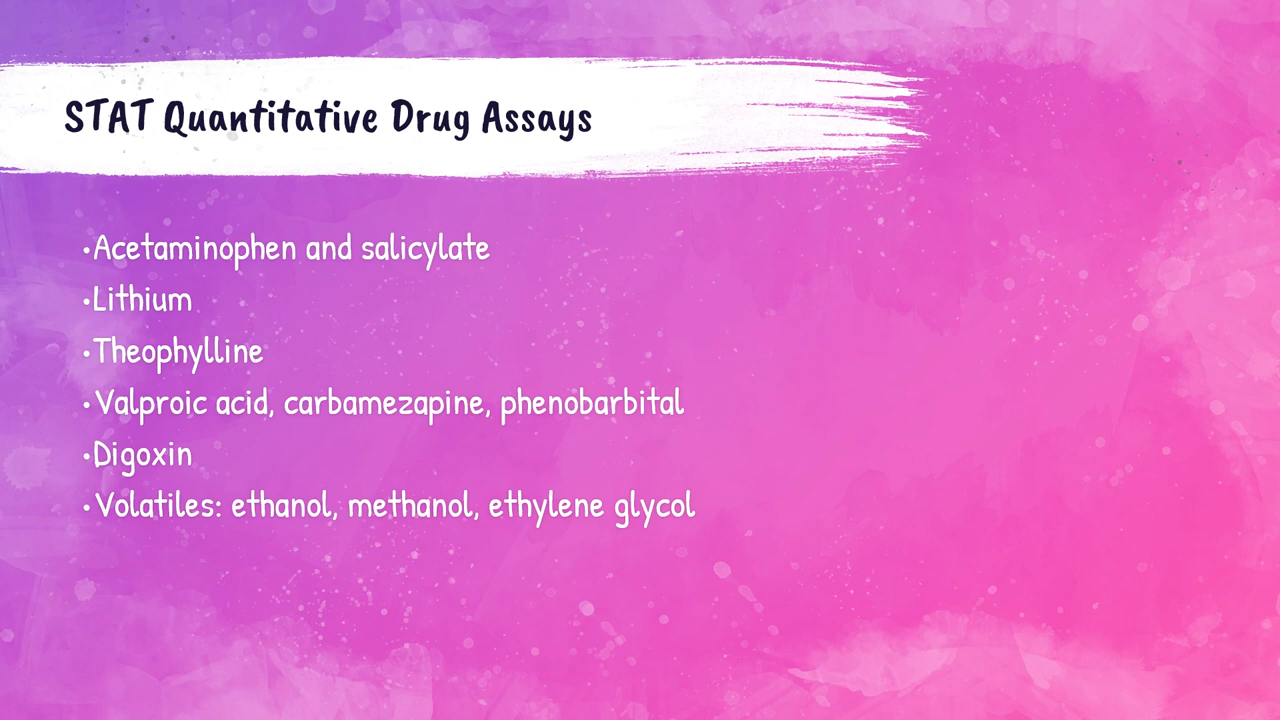 STAT Quantitative Drug Assays
•Acetaminophen and salicylate
•Lithium
•Theophylline
•Valproic acid, carbamezapine, phenobarbital
•Digoxin
•Volatiles: ethanol, methanol, ethylene glycol